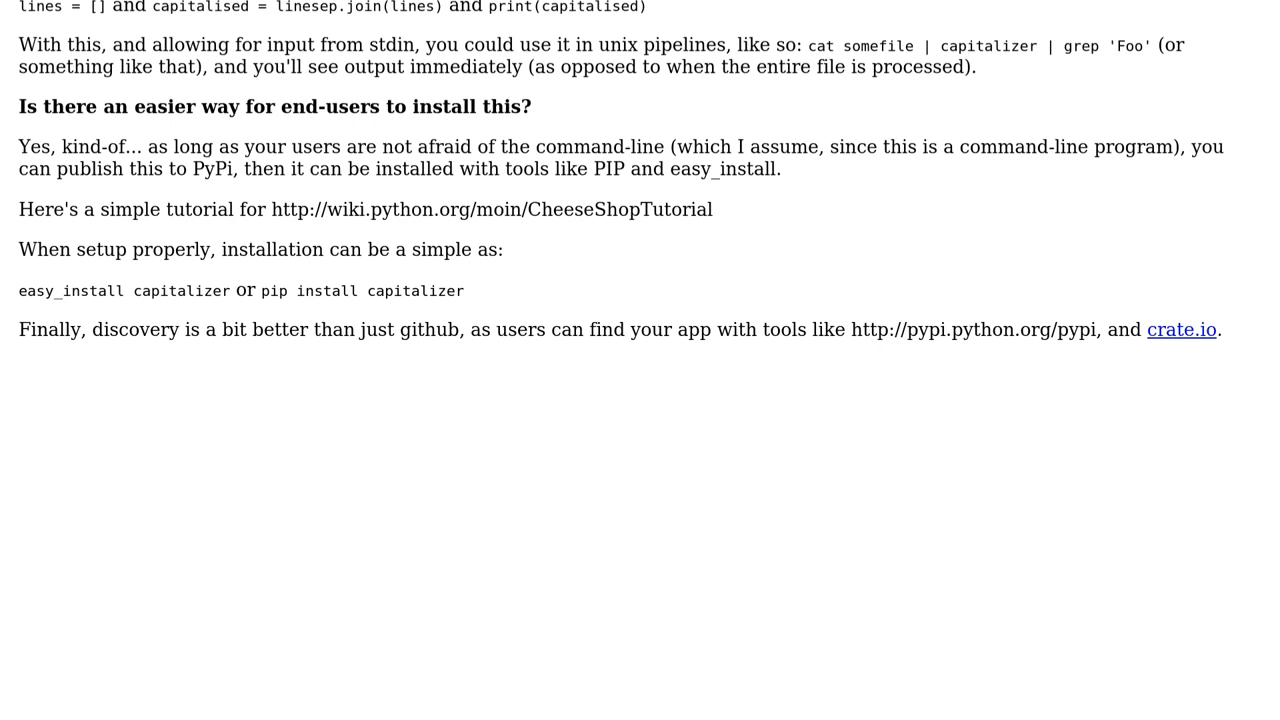 lines = [] and capitalised = linesep.join(lines) and print(capitalised)
With this, and allowing for input from stdin, you could use it in unix pipelines, like so: cat somefile | capitalizer | grep 'Foo' (or
something like that), and you'll see output immediately (as opposed to when the entire file is processed).
Is there an easier way for end-users to install this?
Yes, kind-of... as long as your users are not afraid of the command-line (which I assume, since this is a command-line program), you
can publish this to PyPi, then it can be installed with tools like PIP and easy_install.
Here's a simple tutorial for http://wiki.python.org/moin/CheeseShopTutorial
When setup properly, installation can be a simple as:
easy_install capitalizer or pip install capitalizer
Finally, discovery is a bit better than just github, as users can find your app with tools like http://pypi.python.org/pypi, and crate.io.